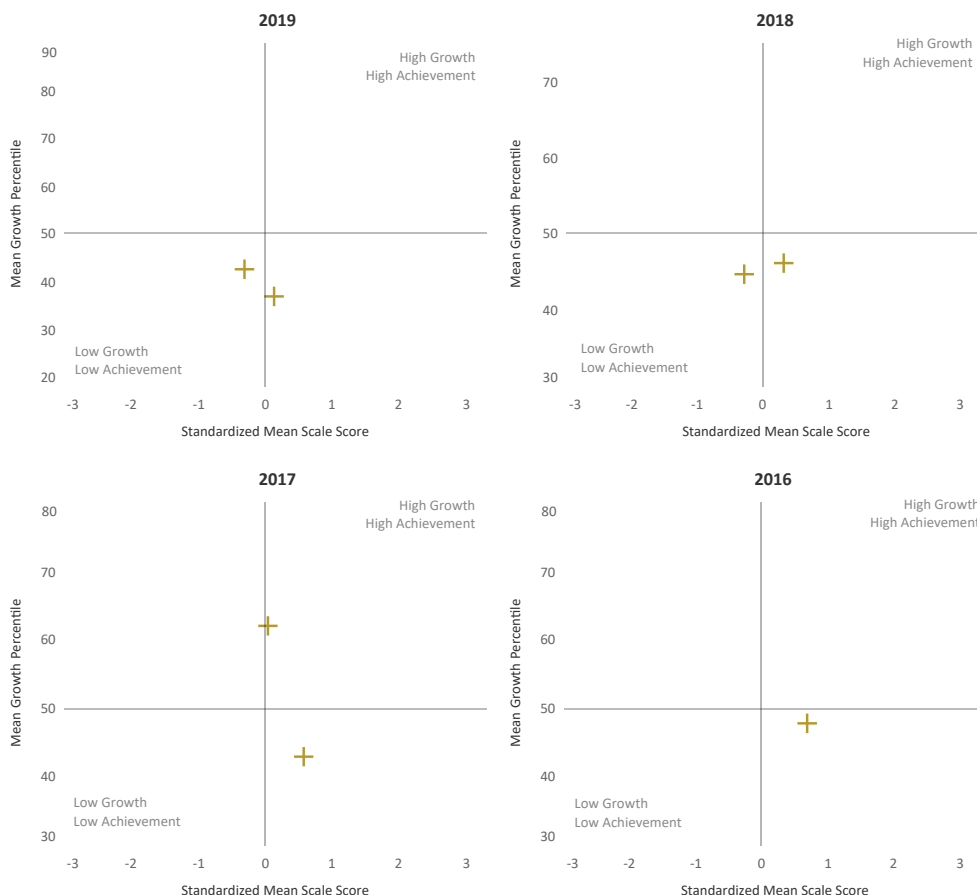 2019
High Growth
High Achievement
Mean Growth Percentile
90
80
70
60
50
40
30
20
Low Growth
Low Achievement
-3 -2 -1 0 1 2 3
Standardized Mean Scale Score
2018
High Growth
High Achievement
Mean Growth Percentile
70
60
50
40
30
Low Growth
Low Achievement
-3 -2 -1 0 1 2 3
Standardized Mean Scale Score
2017
High Growth
High Achievement
Mean Growth Percentile
80
70
60
50
40
30
Low Growth
Low Achievement
-3 -2 -1 0 1 2 3
Standardized Mean Scale Score
2016
High Growth
High Achievement
Mean Growth Percentile
80
70
60
50
40
30
Low Growth
Low Achievement
-3 -2 -1 0 1 2 3
Standardized Mean Scale Score